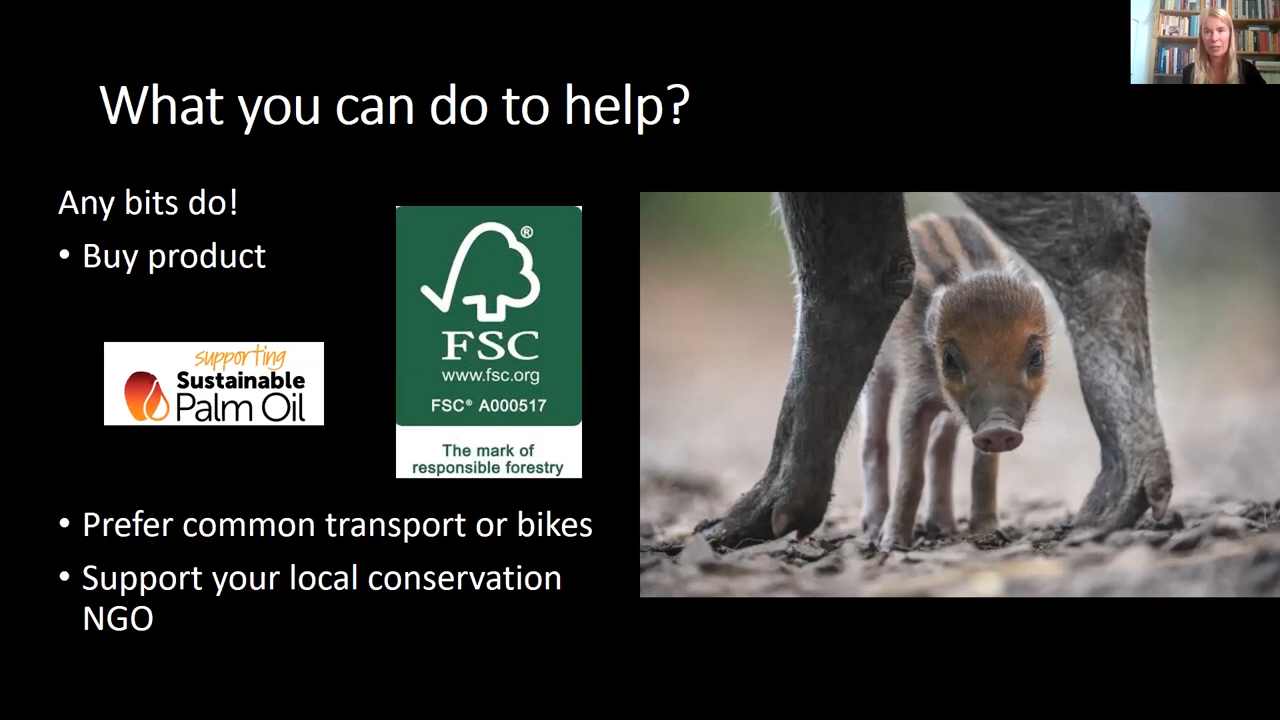 What you can do to help?
Any bits do!
• Buy product
supporting
Sustainable
Palm Oil
®
FSC
www.fsc.org
FSC® A000517
The mark of
responsible forestry
• Prefer common transport or bikes
• Support your local conservation
NGO